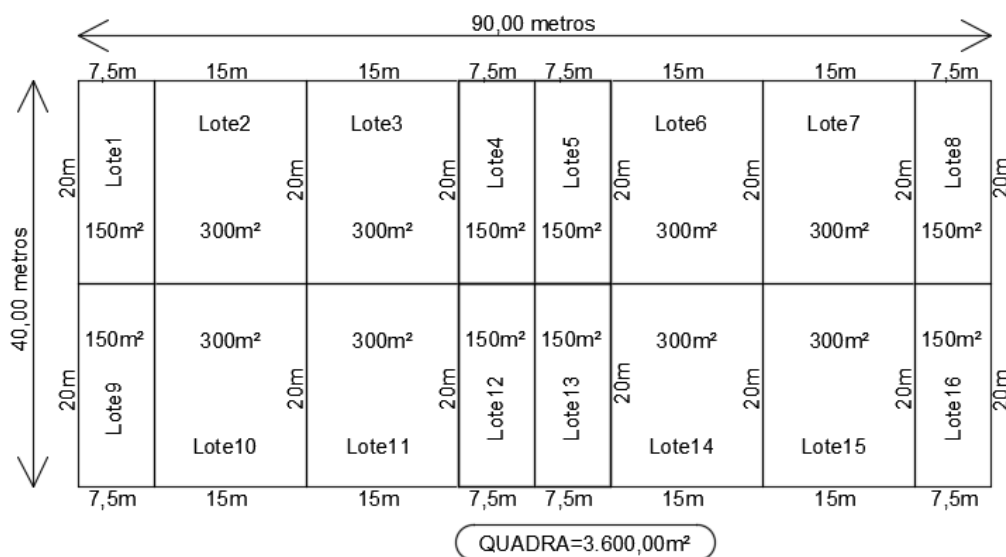 90,00 metros
7,5m 15m 15m 7,5m 7,5m 15m 15m 7,5m
Lote1 Lote2 Lote3 Lote4 Lote5 Lote6 Lote7 Lote8
20m 20m 20m 20m 20m 20m 20m
150m² 300m² 300m² 150m² 150m² 300m² 300m² 150m²
40,00 metros
150m² 300m² 300m² 150m² 150m² 300m² 300m² 150m²
20m 20m 20m 20m 20m 20m 20m
Lote9 Lote10 Lote11 Lote12 Lote13 Lote14 Lote15 Lote16
7,5m 15m 15m 7,5m 7,5m 15m 15m 7,5m
QUADRA=3.600,00m²